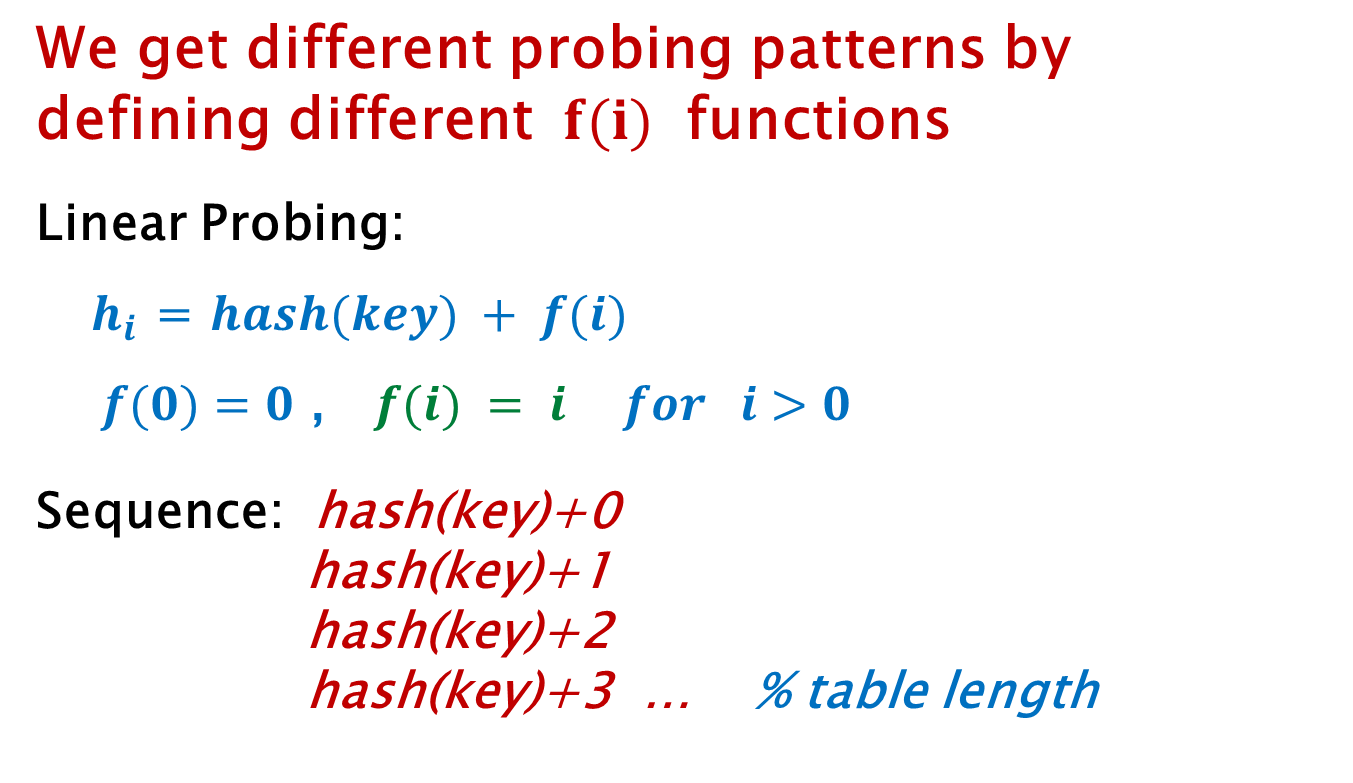 We get different probing patterns by
defining different f(i) functions
Linear Probing:
hᵢ = hash(key) + f(i)
f(0) = 0 , f(i) = i for i > 0
Sequence: hash(key)+0
hash(key)+1
hash(key)+2
hash(key)+3 ... % table length